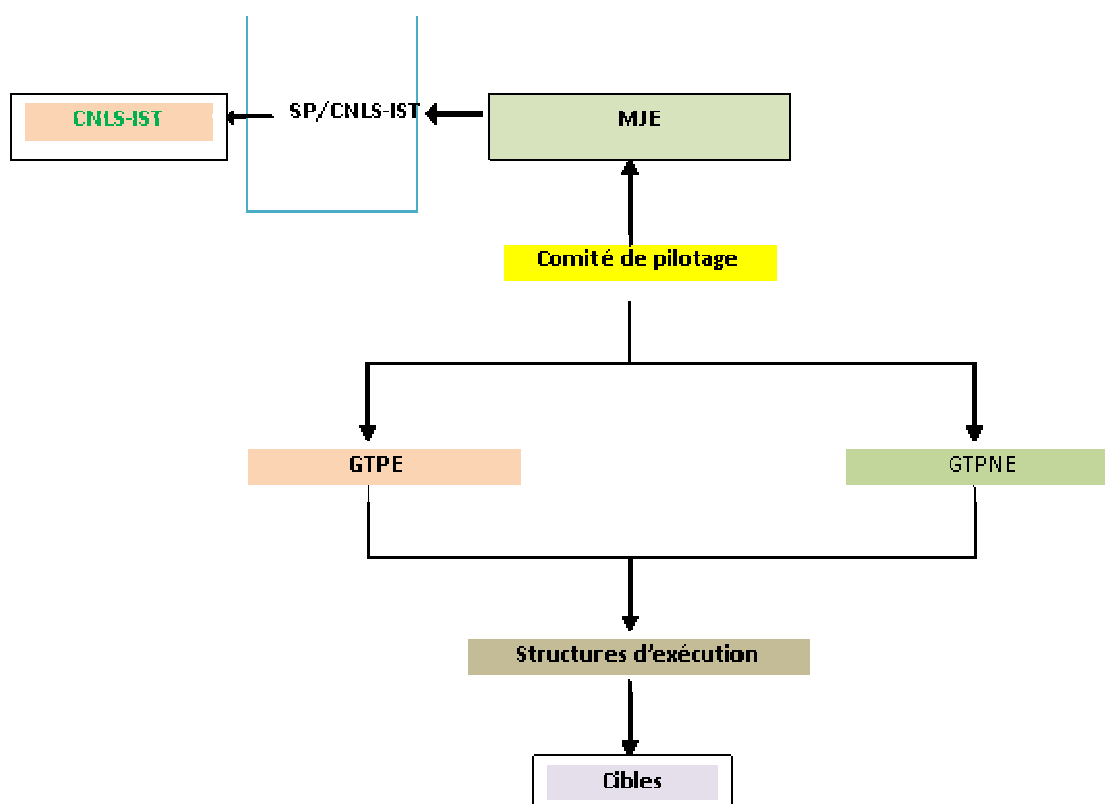 CNLS-IST
SP/CNLS-IST
MJE
Comité de pilotage
GTPE
GTPNE
Structures d’exécution
Cibles